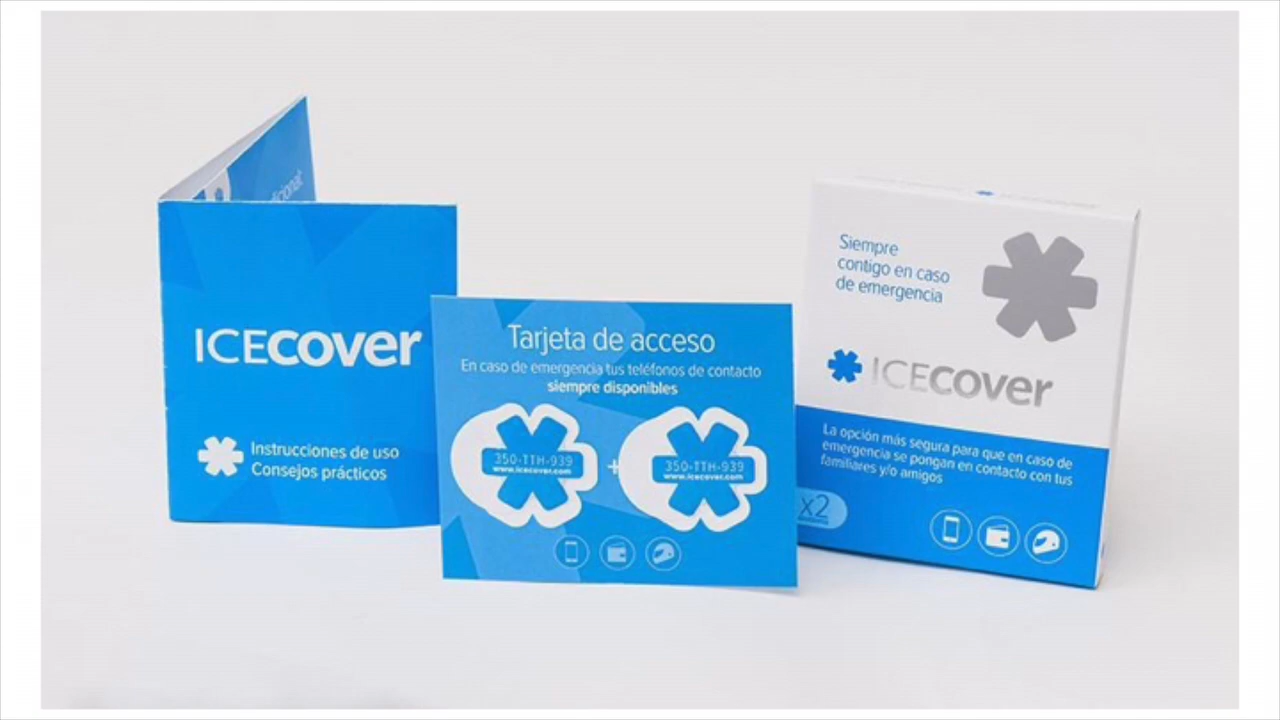 ICECOVER
Instrucciones de uso
Consejos prácticos
Tarjeta de acceso
En caso de emergencia tus teléfonos de contacto
siempre disponibles
350-TTH-939
www.icecover.com
+
350-TTH-939
www.icecover.com
Siempre
contigo en caso
de emergencia
ICECOVER
La opción más segura para que en caso de
emergencia se pongan en contacto con tus
familiares y/o amigos
x2